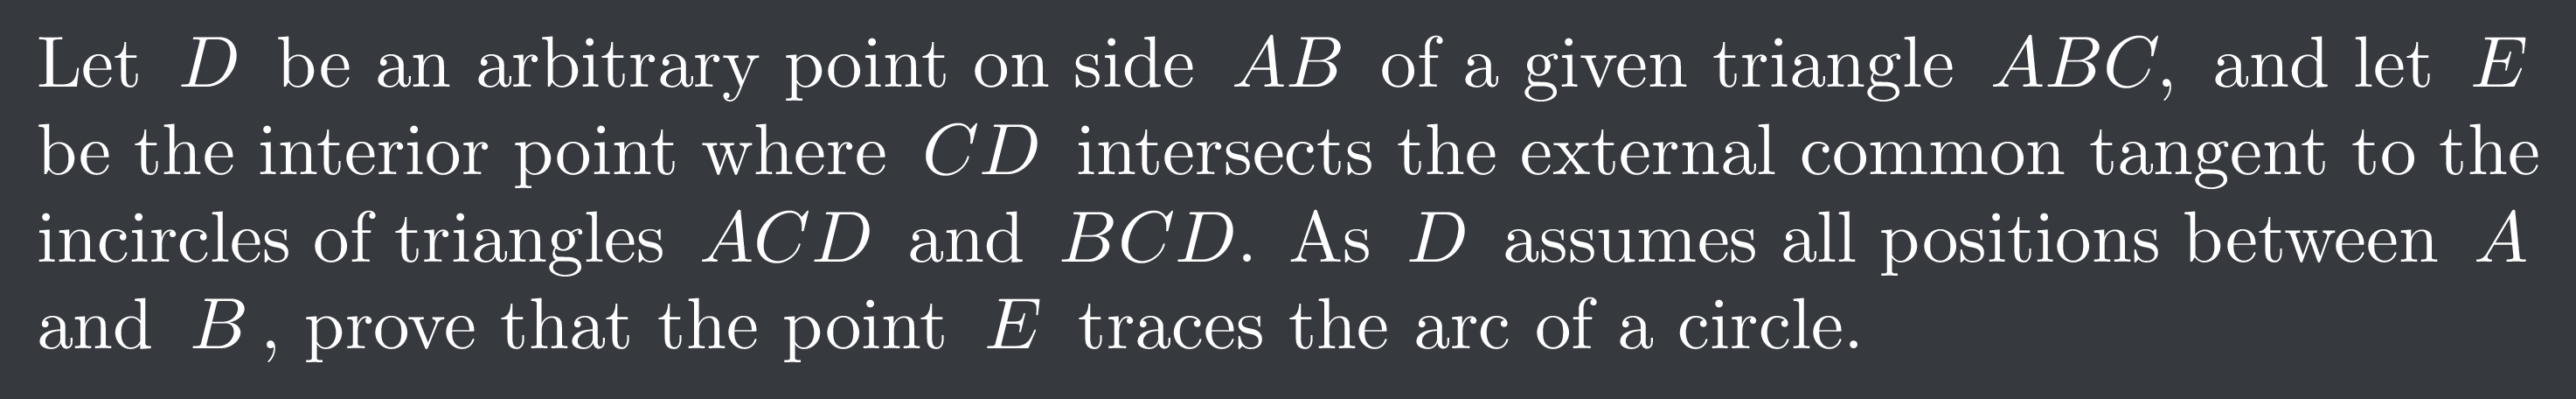 Let D be an arbitrary point on side AB of a given triangle ABC, and let E
be the interior point where CD intersects the external common tangent to the
incircles of triangles ACD and BCD. As D assumes all positions between A
and B, prove that the point E traces the arc of a circle.